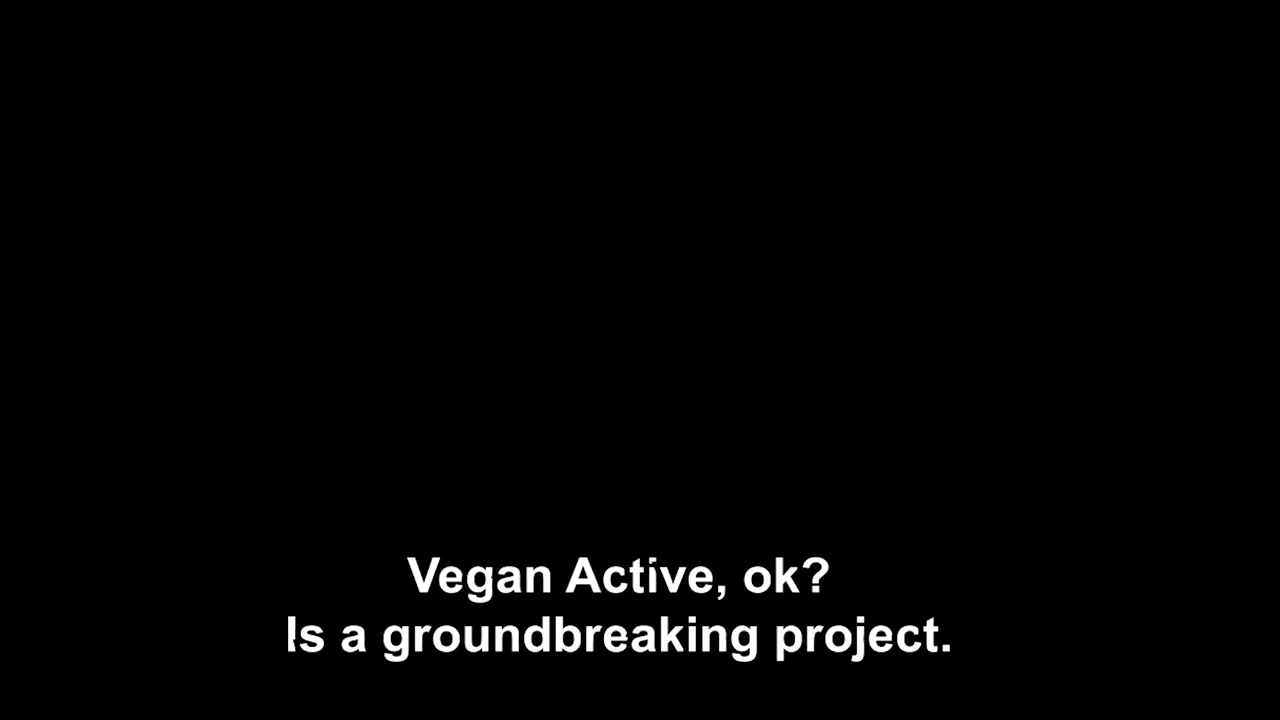 Vegan Active, ok?
Is a groundbreaking project.